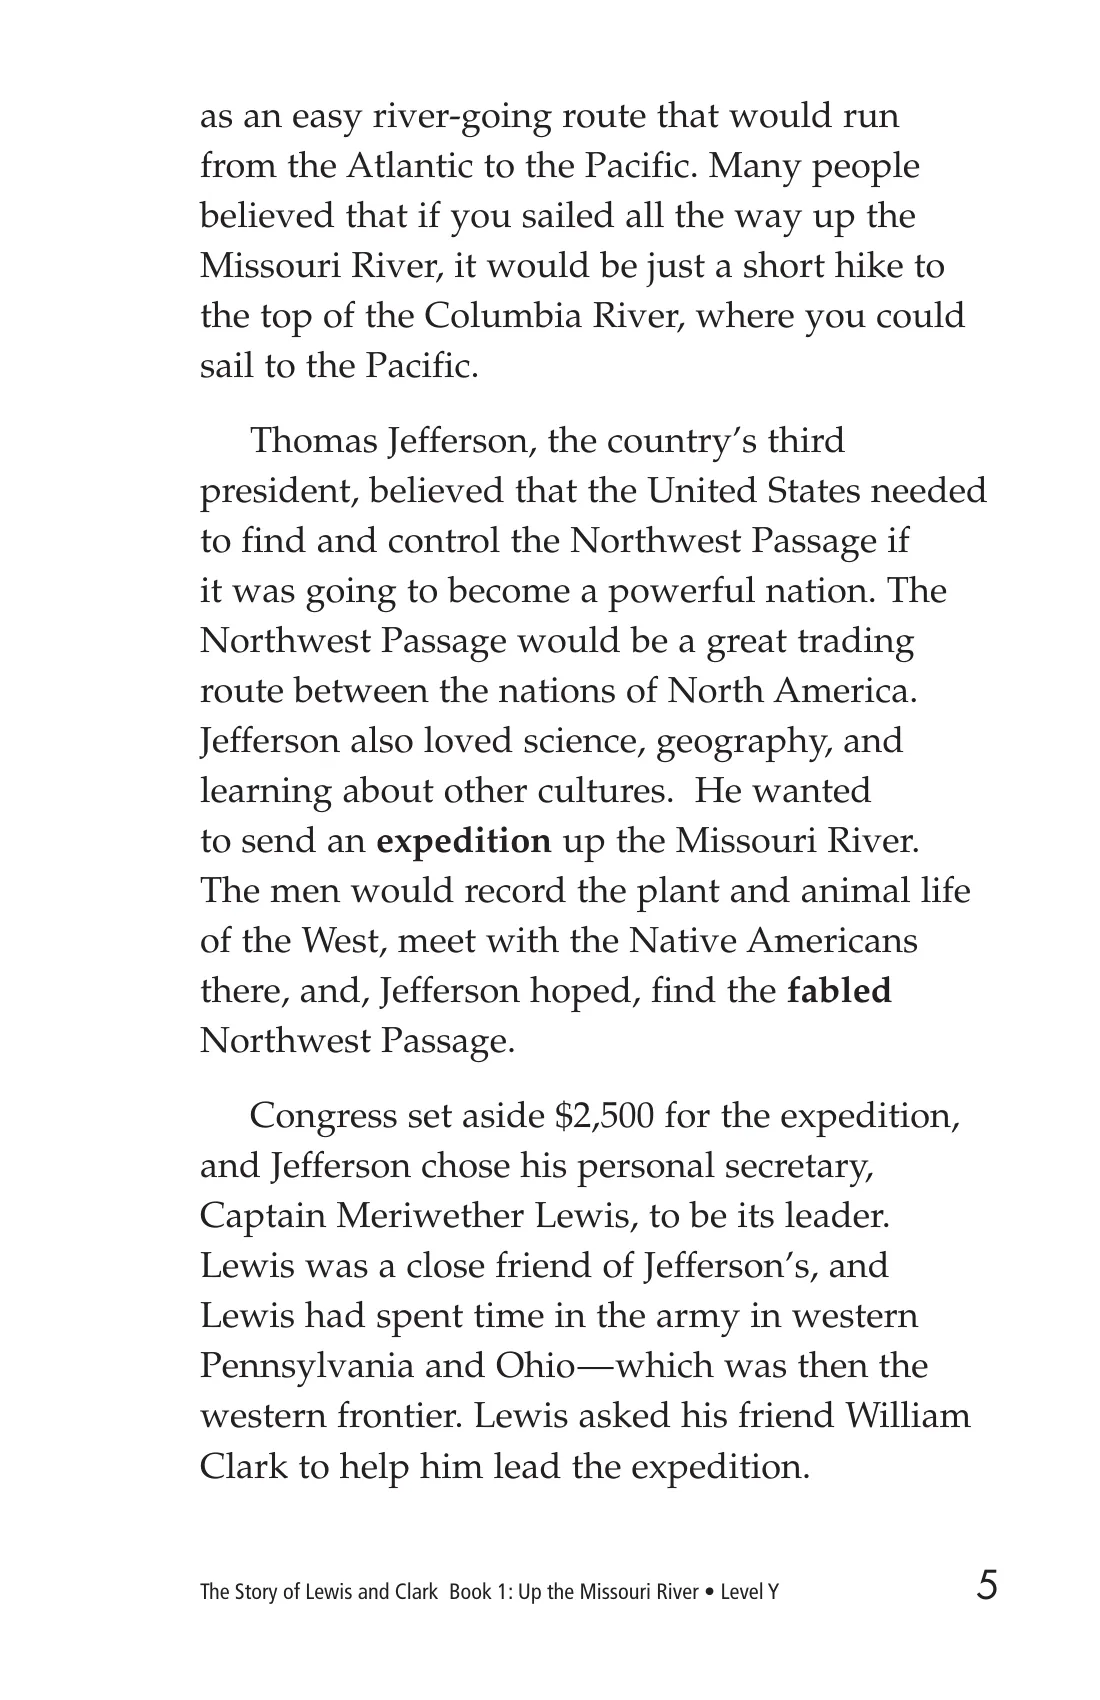 as an easy river-going route that would run
from the Atlantic to the Pacific. Many people
believed that if you sailed all the way up the
Missouri River, it would be just a short hike to
the top of the Columbia River, where you could
sail to the Pacific.
Thomas Jefferson, the country’s third
president, believed that the United States needed
to find and control the Northwest Passage if
it was going to become a powerful nation. The
Northwest Passage would be a great trading
route between the nations of North America.
Jefferson also loved science, geography, and
learning about other cultures.  He wanted
to send an expedition up the Missouri River.
The men would record the plant and animal life
of the West, meet with the Native Americans
there, and, Jefferson hoped, find the fabled
Northwest Passage.
Congress set aside $2,500 for the expedition,
and Jefferson chose his personal secretary,
Captain Meriwether Lewis, to be its leader.
Lewis was a close friend of Jefferson’s, and
Lewis had spent time in the army in western
Pennsylvania and Ohio—which was then the
western frontier. Lewis asked his friend William
Clark to help him lead the expedition.
The Story of Lewis and Clark  Book 1: Up the Missouri River • Level Y 5